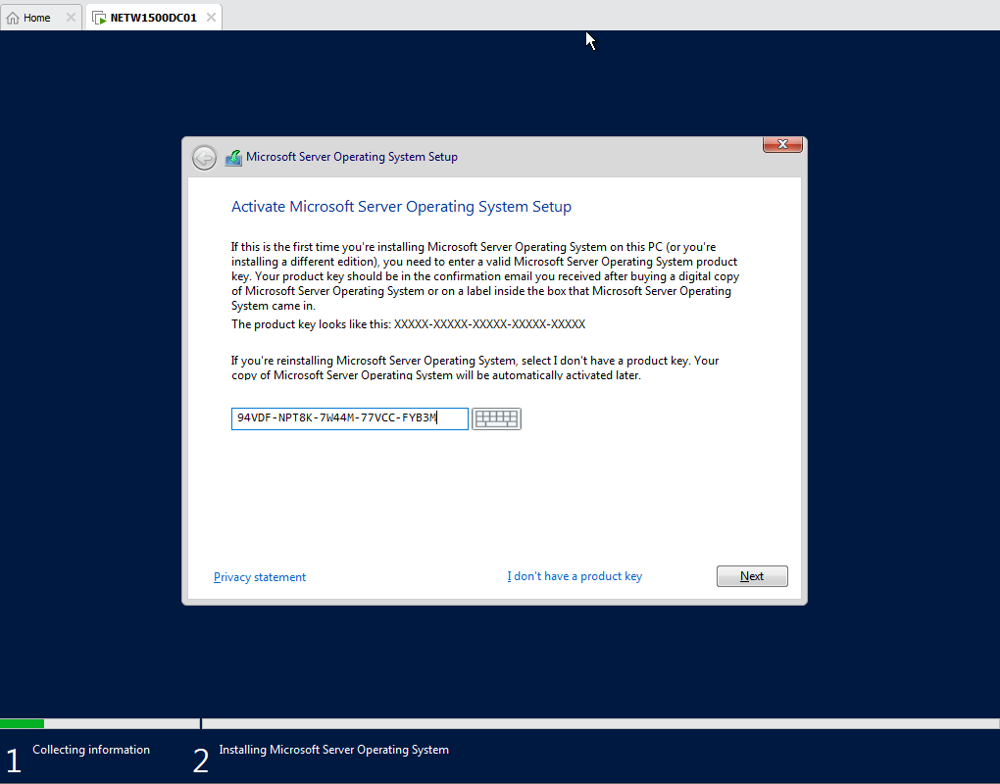 Home
NETW1500DC01
Microsoft Server Operating System Setup
Activate Microsoft Server Operating System Setup
If this is the first time you're installing Microsoft Server Operating System on this PC (or you're
installing a different edition), you need to enter a valid Microsoft Server Operating System product
key. Your product key should be in the confirmation email you received after buying a digital copy
of Microsoft Server Operating System or on a label inside the box that Microsoft Server Operating
System came in.
The product key looks like this: XXXXX-XXXXX-XXXXX-XXXXX-XXXXX
If you're reinstalling Microsoft Server Operating System, select I don't have a product key. Your
copy of Microsoft Server Operating System will be automatically activated later.
94VDF-NPT8K-7W44M-77VCC-FYB3M
Privacy statement
I don't have a product key
Next
1 Collecting information
2 Installing Microsoft Server Operating System